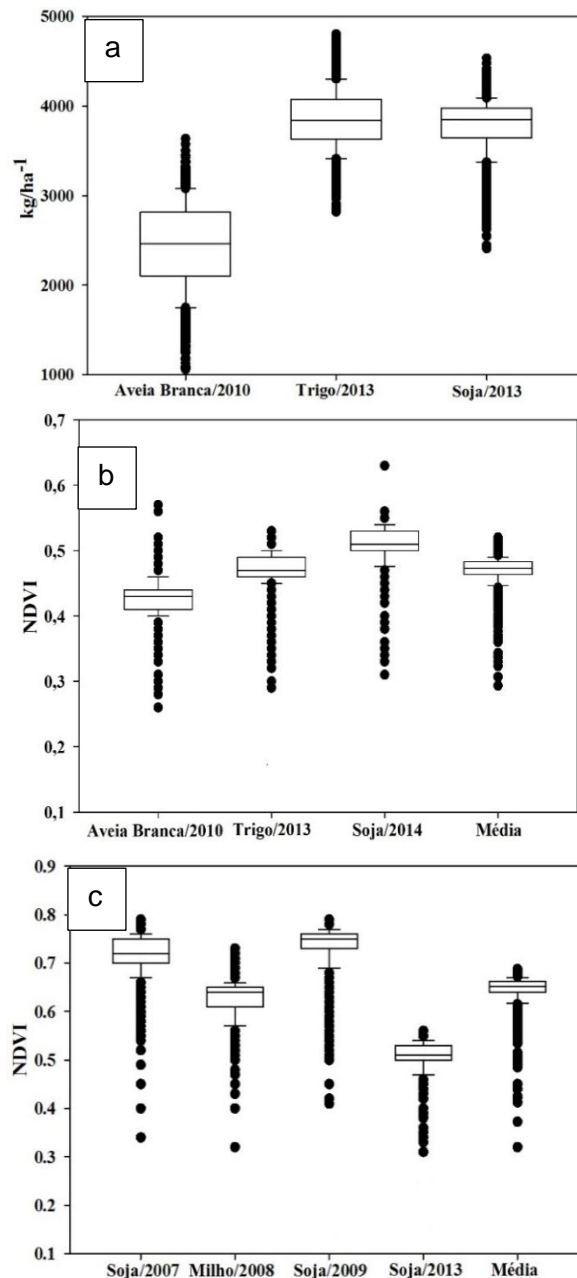 a
5000
4000
3000
2000
1000
kg/ha⁻¹
Aveia Branca/2010 Trigo/2013 Soja/2013
b
0,7
0,6
0,5
0,4
0,3
0,2
0,1
NDVI
Aveia Branca/2010 Trigo/2013 Soja/2014 Média
c
0.9
0.8
0.7
0.6
0.5
0.4
0.3
0.2
0.1
NDVI
Soja/2007 Milho/2008 Soja/2009 Soja/2013 Média